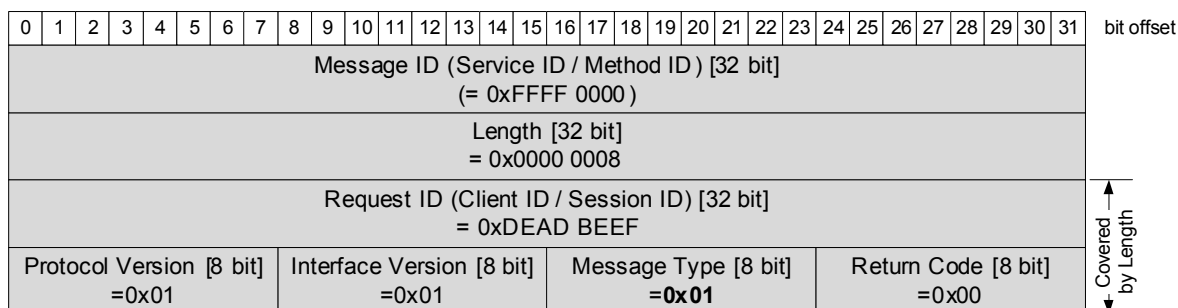 0 1 2 3 4 5 6 7 8 9 10 11 12 13 14 15 16 17 18 19 20 21 22 23 24 25 26 27 28 29 30 31 bit offset
Message ID (Service ID / Method ID) [32 bit]
(= 0xFFFF 0000)
Length [32 bit]
= 0x0000 0008
Request ID (Client ID / Session ID) [32 bit]
= 0xDEAD BEEF
Protocol Version [8 bit] Interface Version [8 bit] Message Type [8 bit] Return Code [8 bit]
=0x01 =0x01 =0x01 =0x00
Covered
by Length